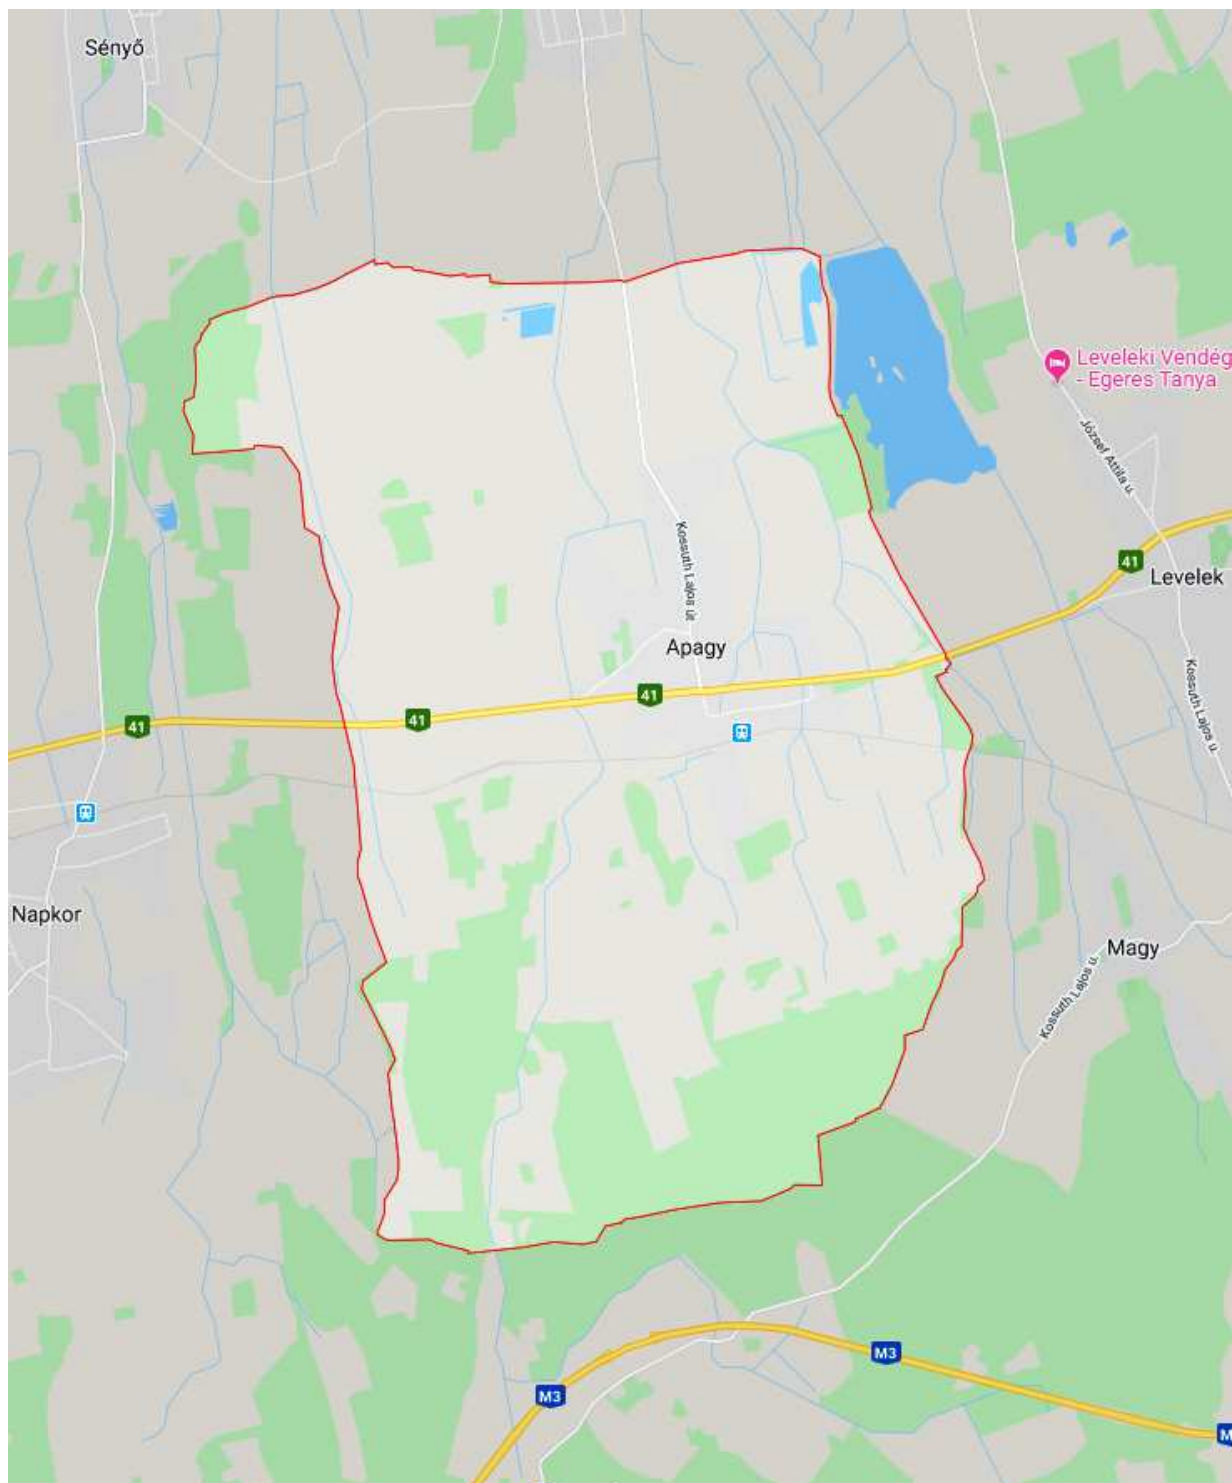 Sényő
Leveleki Vendég
- Egeres Tanya
József Attila u.
Kossuth Lajos út
41
Levelek
Apagy
Kossuth Lajos u.
41
41
41
Napkor
Magy
Kossuth Lajos u.
M3
M3
M